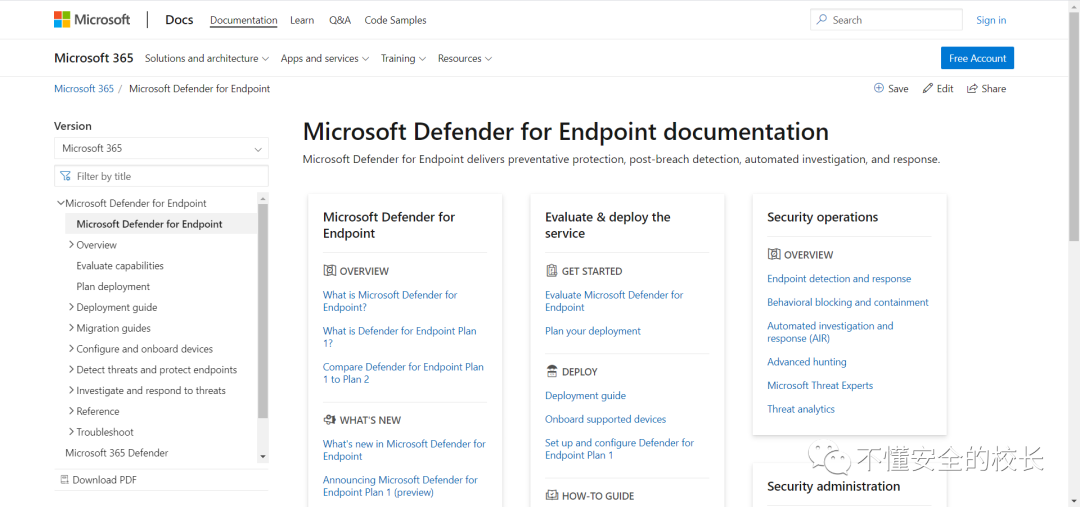 Microsoft
Docs
Documentation
Learn
Q&A
Code Samples
Search
Sign in
Microsoft 365
Solutions and architecture
Apps and services
Training
Resources
Free Account
Microsoft 365 / Microsoft Defender for Endpoint
Save
Edit
Share
Version
Microsoft 365
Filter by title
Microsoft Defender for Endpoint
Microsoft Defender for Endpoint
Overview
Evaluate capabilities
Plan deployment
Deployment guide
Migration guides
Configure and onboard devices
Detect threats and protect endpoints
Investigate and respond to threats
Reference
Troubleshoot
Microsoft 365 Defender
Download PDF
Microsoft Defender for Endpoint documentation
Microsoft Defender for Endpoint delivers preventative protection, post-breach detection, automated investigation, and response.
Microsoft Defender for
Endpoint
OVERVIEW
What is Microsoft Defender for
Endpoint?
What is Defender for Endpoint Plan
1?
Compare Defender for Endpoint Plan
1 to Plan 2
WHAT'S NEW
What's new in Microsoft Defender for
Endpoint
Announcing Microsoft Defender for
Endpoint Plan 1 (preview)
Evaluate & deploy the
service
GET STARTED
Evaluate Microsoft Defender for
Endpoint
Plan your deployment
DEPLOY
Deployment guide
Onboard supported devices
Set up and configure Defender for
Endpoint Plan 1
HOW-TO GUIDE
Security operations
OVERVIEW
Endpoint detection and response
Behavioral blocking and containment
Automated investigation and
response (AIR)
Advanced hunting
Microsoft Threat Experts
Threat analytics
Security administration
不懂安全的校长